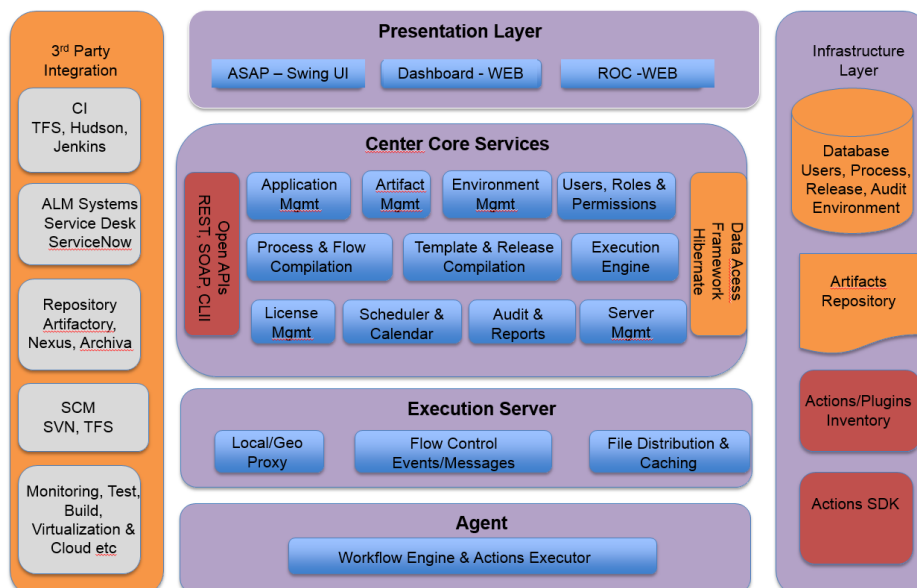 3rd Party
Integration
CI
TFS, Hudson,
Jenkins
ALM Systems
Service Desk
ServiceNow
Repository
Artifactory,
Nexus, Archiva
SCM
SVN, TFS
Monitoring, Test,
Build,
Virtualization &
Cloud etc
Presentation Layer
ASAP – Swing UI
Dashboard - WEB
ROC -WEB
Center Core Services
Open APIs
REST, SOAP, CLII
Application
Mgmt
Artifact
Mgmt
Environment
Mgmt
Users, Roles &
Permissions
Process & Flow
Compilation
Template & Release
Compilation
Execution
Engine
License
Mgmt
Scheduler &
Calendar
Audit &
Reports
Server
Mgmt
Data Acess
Framework
Hibernate
Execution Server
Local/Geo
Proxy
Flow Control
Events/Messages
File Distribution &
Caching
Agent
Workflow Engine & Actions Executor
Infrastructure
Layer
Database
Users, Process,
Release, Audit
Environment
Artifacts
Repository
Actions/Plugins
Inventory
Actions SDK